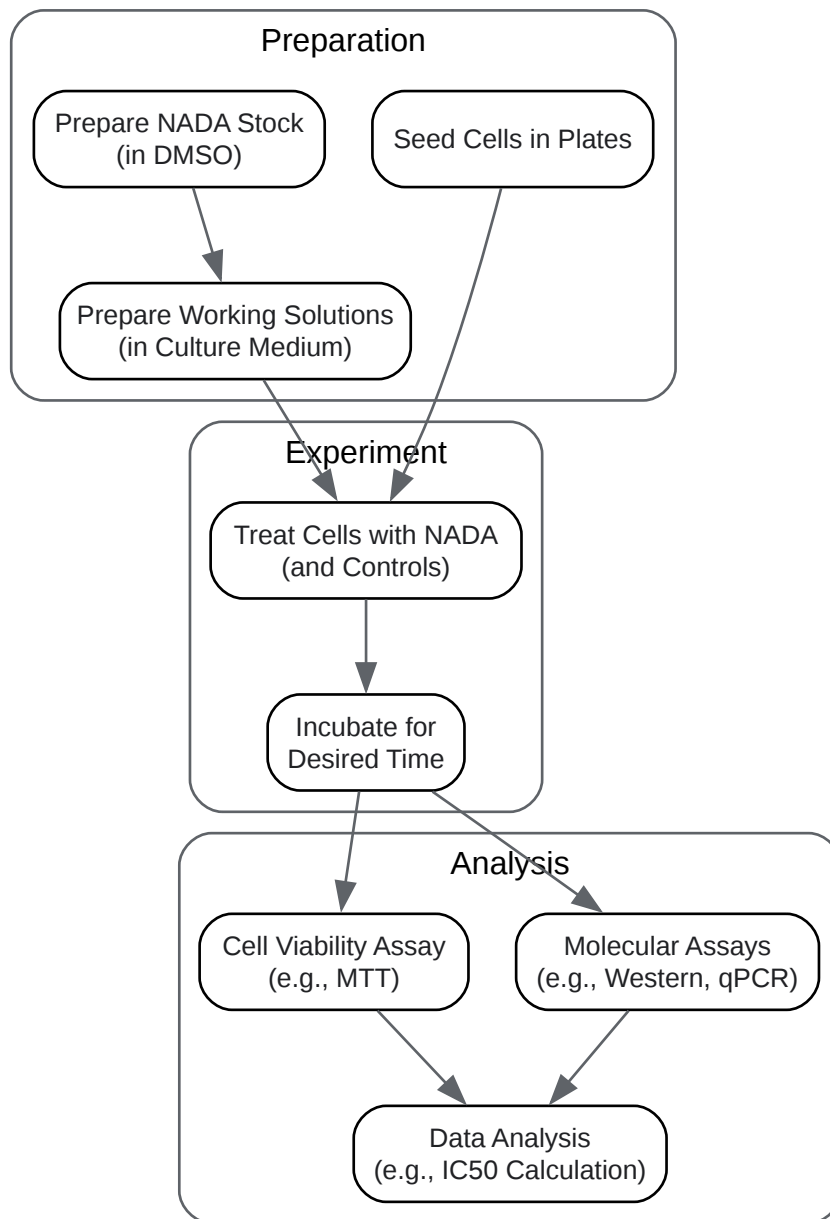 Preparation
Prepare NADA Stock
(in DMSO)
Seed Cells in Plates
Prepare Working Solutions
(in Culture Medium)
Experiment
Treat Cells with NADA
(and Controls)
Incubate for
Desired Time
Analysis
Cell Viability Assay
(e.g., MTT)
Molecular Assays
(e.g., Western, qPCR)
Data Analysis
(e.g., IC50 Calculation)